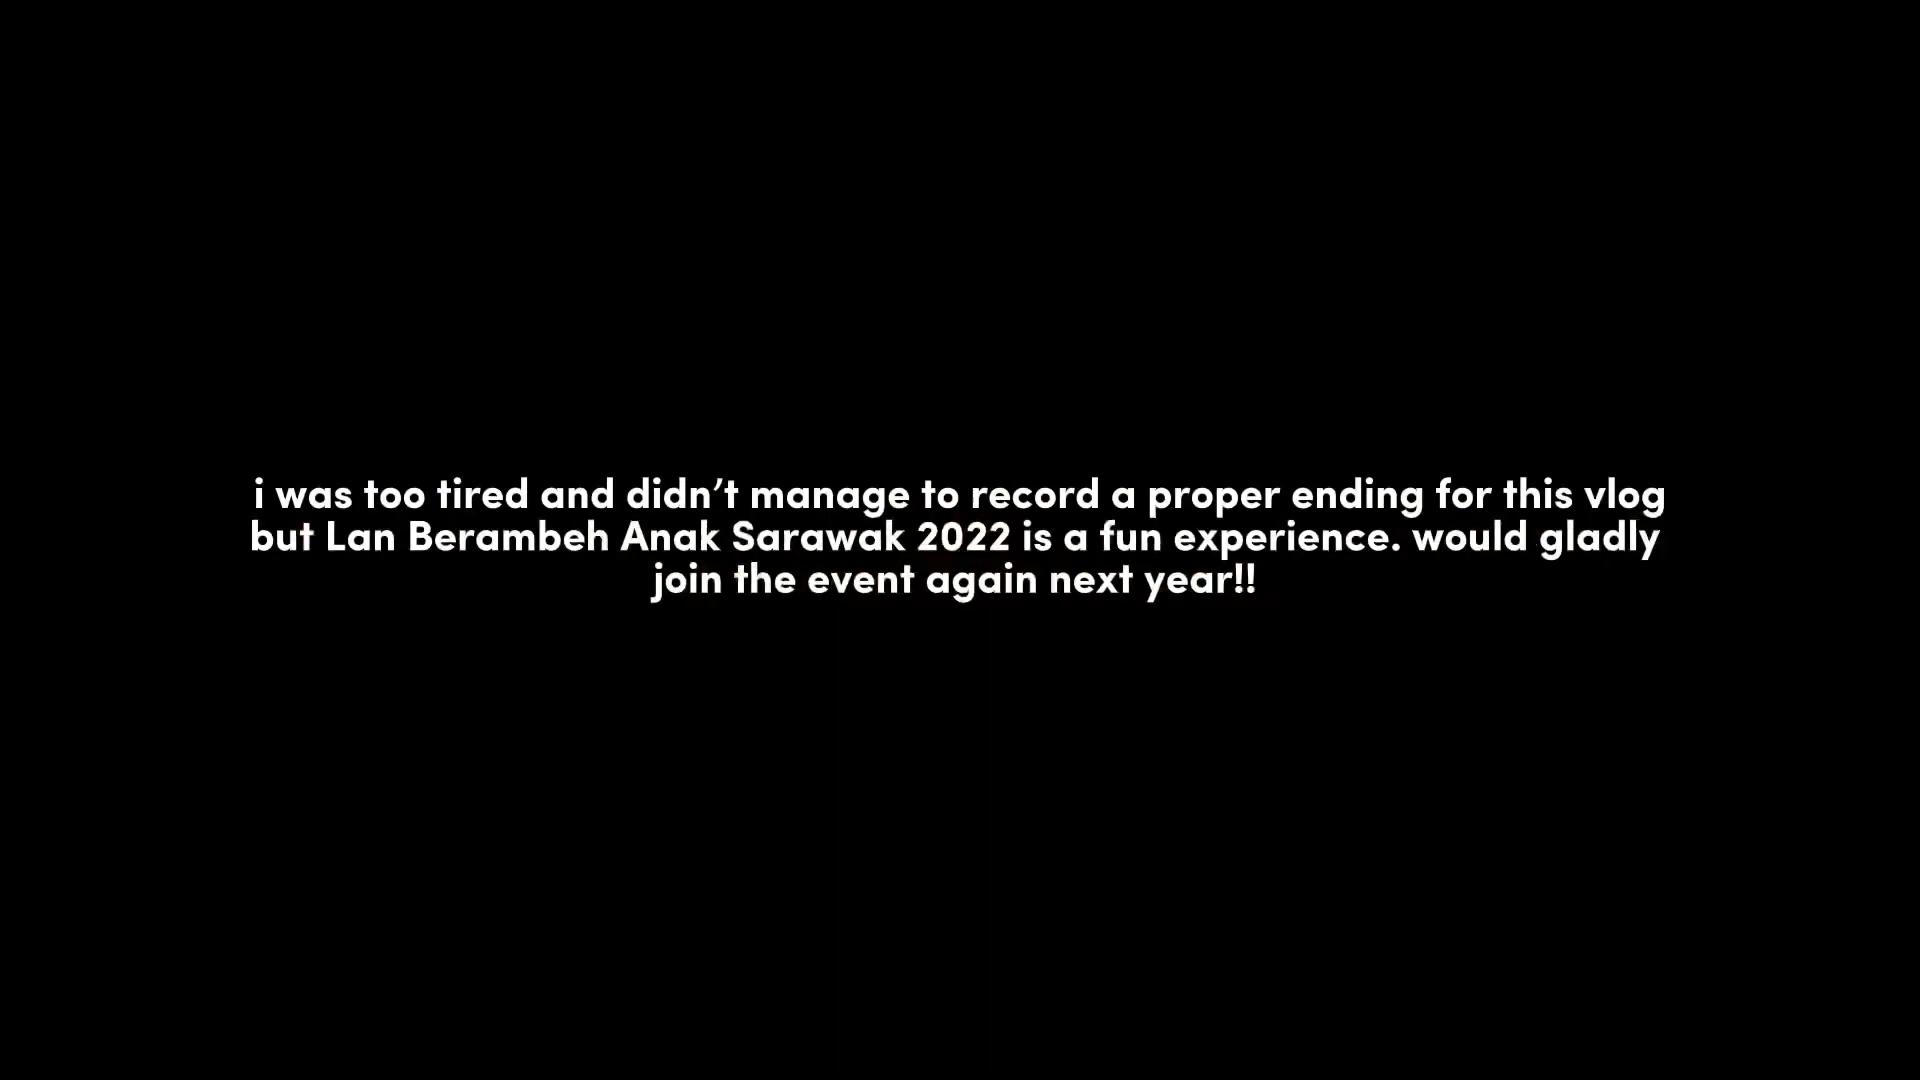 i was too tired and didn’t manage to record a proper ending for this vlog
but Lan Berambeh Anak Sarawak 2022 is a fun experience. would gladly
join the event again next year!!